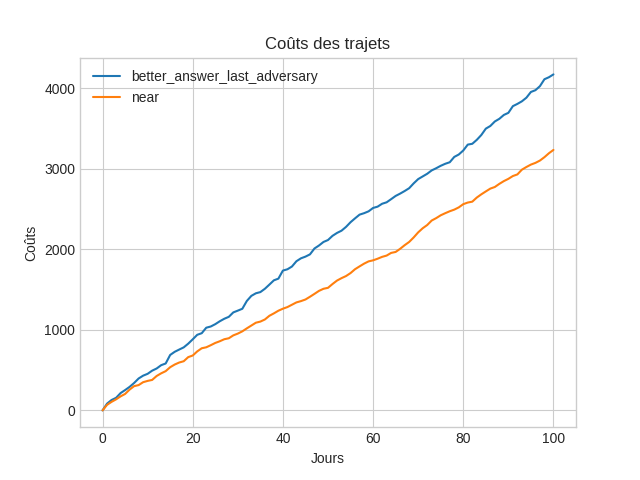 Coûts des trajets
better_answer_last_adversary
near
Coûts
4000
3000
2000
1000
0
0 20 40 60 80 100
Jours